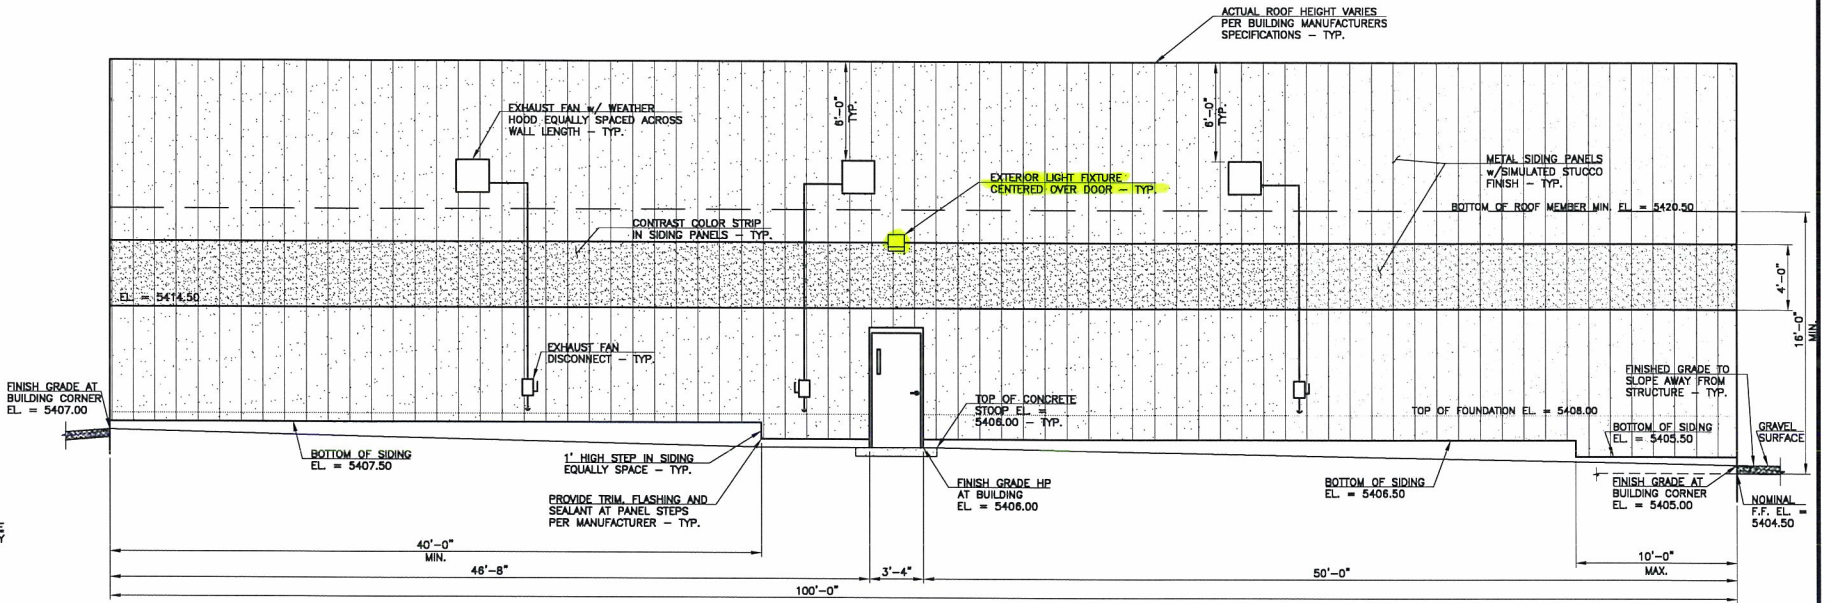 ACTUAL ROOF HEIGHT VARIES
PER BUILDING MANUFACTURERS
SPECIFICATIONS – TYP.
EXHAUST FAN w/ WEATHER
HOOD EQUALLY SPACED ACROSS
WALL LENGTH – TYP.
6'-0"
TYP.
6'-0"
TYP.
EXTERIOR LIGHT FIXTURE
CENTERED OVER DOOR – TYP.
METAL SIDING PANELS
w/SIMULATED STUCCO
FINISH – TYP.
BOTTOM OF ROOF MEMBER MIN. EL = 5420.50
CONTRAST COLOR STRIP
IN SIDING PANELS – TYP.
EL = 5414.50
4'-0"
16'-0"
MIN.
EXHAUST FAN
DISCONNECT – TYP.
FINISH GRADE AT
BUILDING CORNER
EL. = 5407.00
TOP OF CONCRETE
STOOP EL =
5406.00 – TYP.
TOP OF FOUNDATION EL = 5408.00
FINISHED GRADE TO
SLOPE AWAY FROM
STRUCTURE – TYP.
BOTTOM OF SIDING
EL. = 5405.50
GRAVEL
SURFACE
BOTTOM OF SIDING
EL. = 5407.50
1' HIGH STEP IN SIDING
EQUALLY SPACE – TYP.
PROVIDE TRIM, FLASHING AND
SEALANT AT PANEL STEPS
PER MANUFACTURER – TYP.
FINISH GRADE HP
AT BUILDING
EL = 5406.00
BOTTOM OF SIDING
EL. = 5406.50
FINISH GRADE AT
BUILDING CORNER
EL = 5405.00
NOMINAL
F.F. EL. =
5404.50
40'-0"
MIN.
10'-0"
MAX.
46'-8"
3'-4"
50'-0"
100'-0"